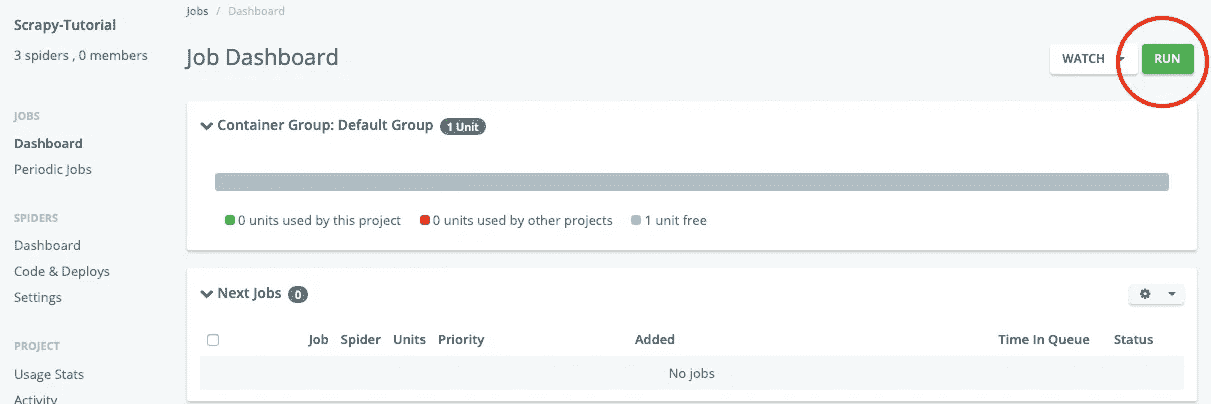 Jobs / Dashboard
Scrapy-Tutorial
3 spiders , 0 members
Job Dashboard
WATCH
RUN
JOBS
Dashboard
Periodic Jobs
SPIDERS
Dashboard
Code & Deploys
Settings
PROJECT
Usage Stats
Activity
Container Group: Default Group 1 Unit
0 units used by this project 0 units used by other projects 1 unit free
Next Jobs 0
Job Spider Units Priority Added Time In Queue Status
No jobs